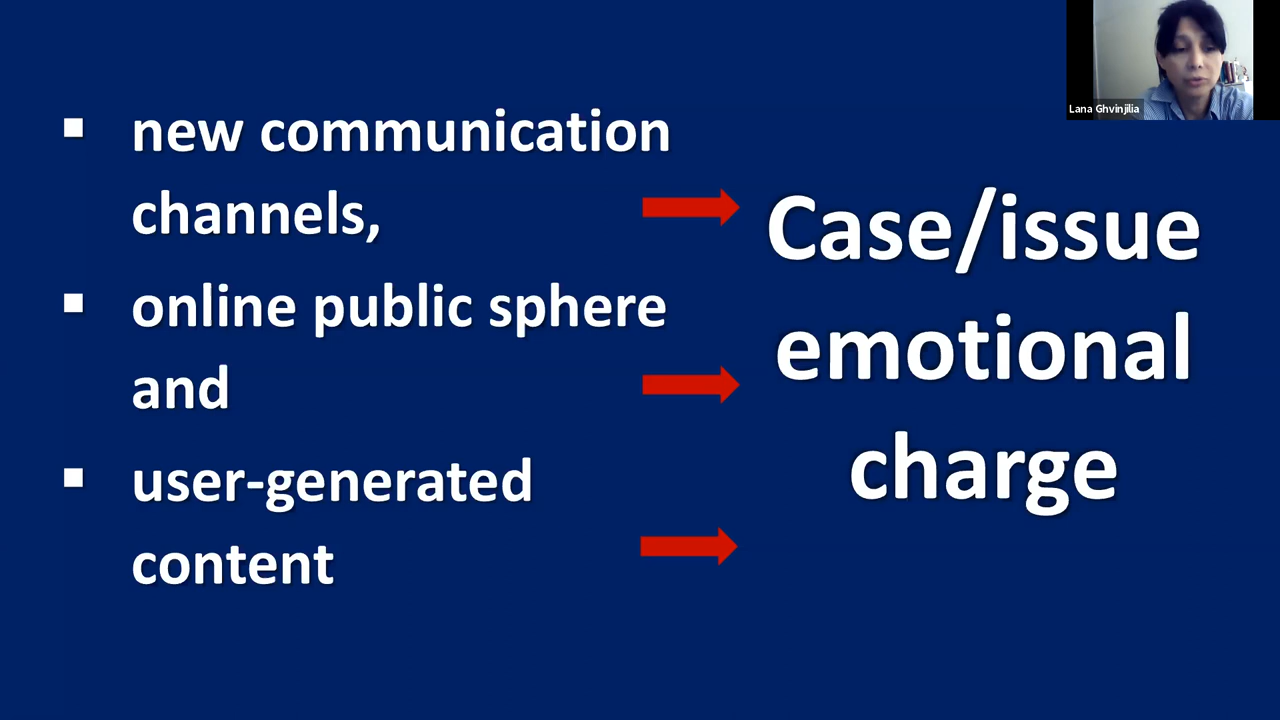 new communication
channels,
online public sphere
and
user-generated
content
Case/issue
emotional
charge
Lana Ghvinjilia